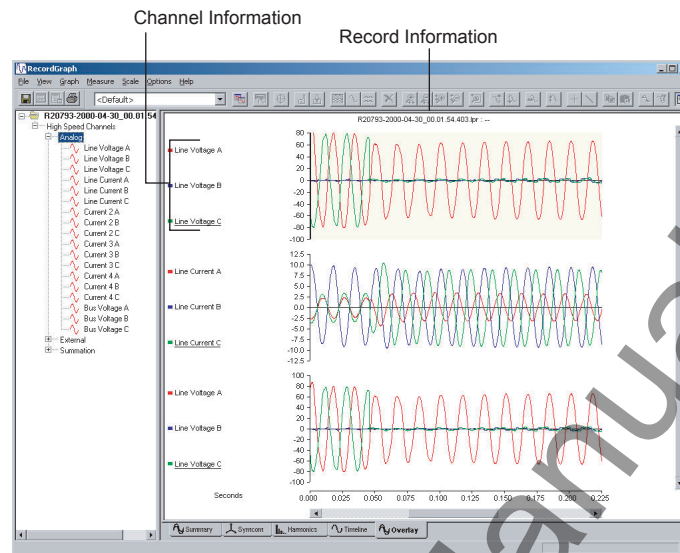 Channel Information
Record Information
RecordGraph
File View Graph Measure Scale Options Help
<Default>
R20793-2000-04-30_00.01.54
High Speed Channels
Analog
Line Voltage A
Line Voltage B
Line Voltage C
Line Current A
Line Current B
Line Current C
Current 2 A
Current 2 B
Current 2 C
Current 3 A
Current 3 B
Current 3 C
Current 4 A
Current 4 B
Current 4 C
Bus Voltage A
Bus Voltage B
Bus Voltage C
External
Summation
R20793-2000-04-30_00.01.54.403.lpr : --
80
60
40
20
0
-20
-40
-60
-80
-100
Line Voltage A
Line Voltage B
Line Voltage C
12.5
10.0
7.5
5.0
2.5
0.0
-2.5
-5.0
-7.5
-10.0
-12.5
Line Current A
Line Current B
Line Current C
100
80
60
40
20
0
-20
-40
-60
-80
-100
Line Voltage A
Line Voltage B
Line Voltage C
Seconds
0.000 0.025 0.050 0.075 0.100 0.125 0.150 0.175 0.200 0.225
Summary Symcom Harmonics Timeline Overlay